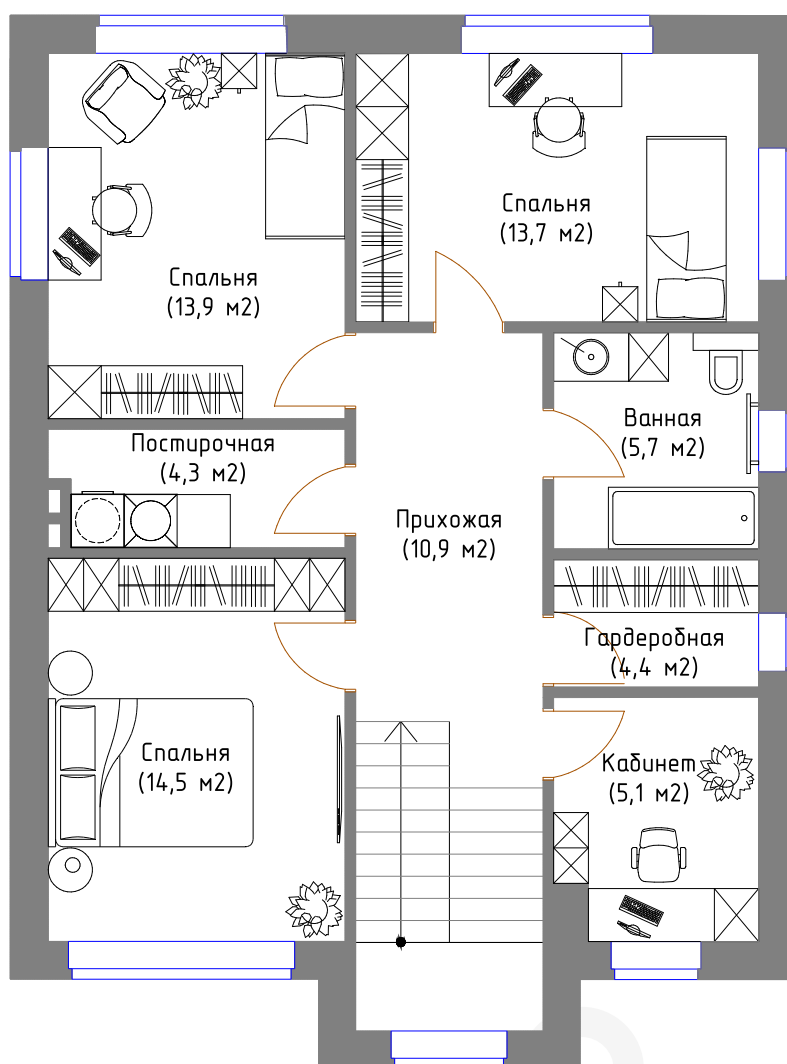 Спальня
(13,7 м2)
Спальня
(13,9 м2)
Ванная
(5,7 м2)
Постирочная
(4,3 м2)
Прихожая
(10,9 м2)
Гардеробная
(4,4 м2)
Спальня
(14,5 м2)
Кабинет
(5,1 м2)